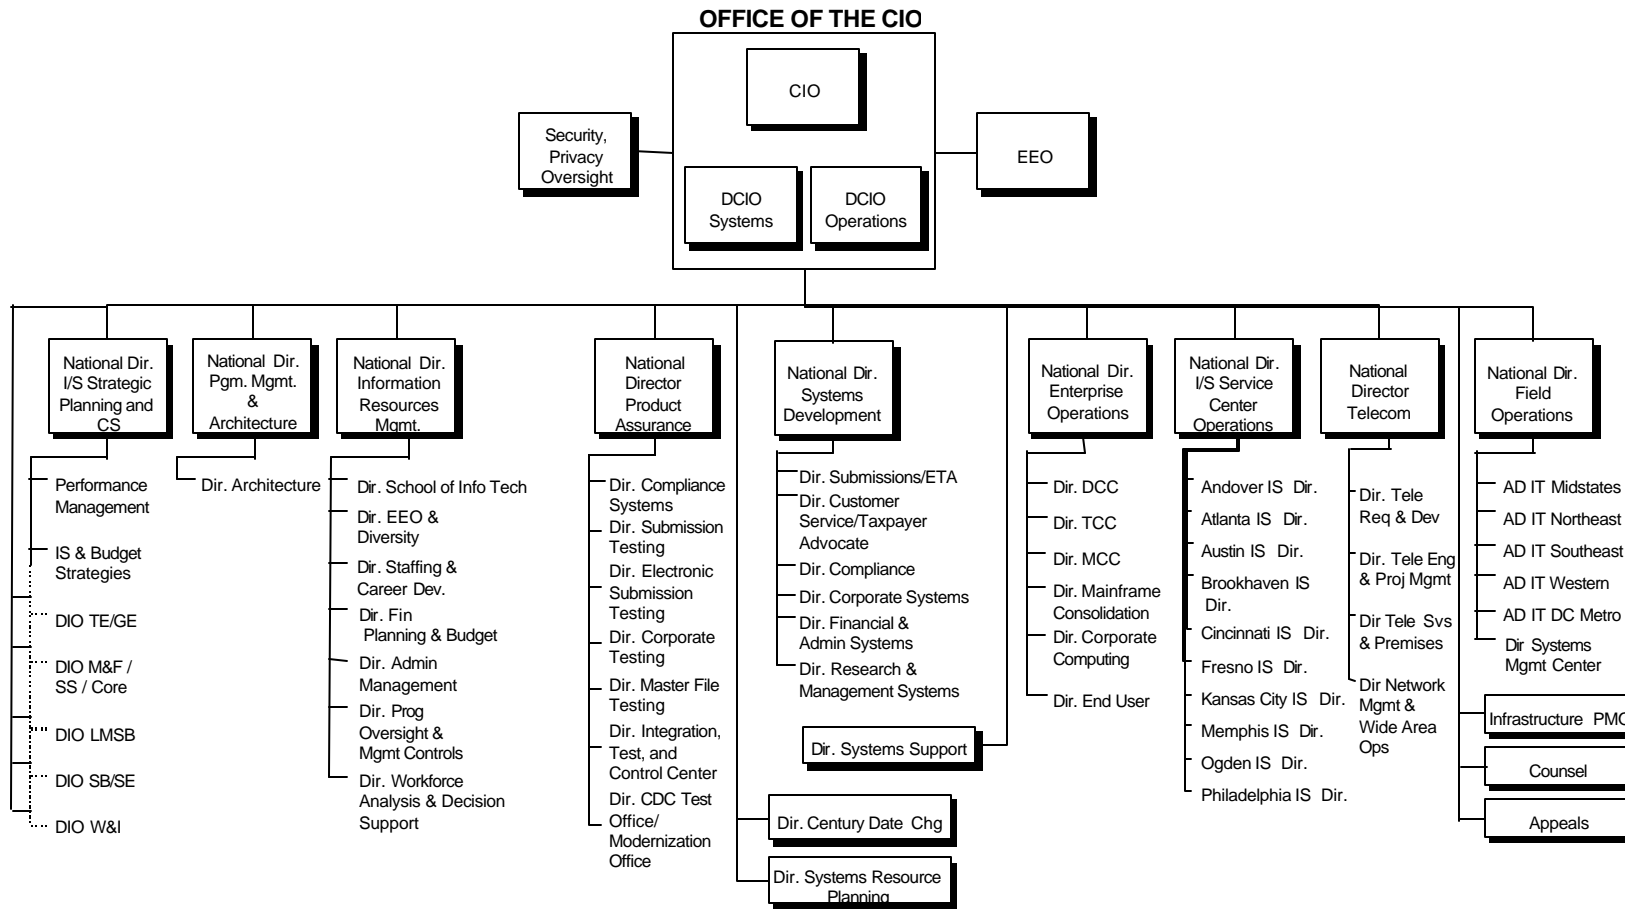 OFFICE OF THE CIO
CIO
Security,
Privacy
Oversight
EEO
DCIO
Systems
DCIO
Operations
National Dir.
I/S Strategic
Planning and
CS
Performance
Management
IS & Budget
Strategies
DIO TE/GE
DIO M&F /
SS / Core
DIO LMSB
DIO SB/SE
DIO W&I
National Dir.
Pgm. Mgmt.
&
Architecture
Dir. Architecture
National Dir.
Information
Resources
Mgmt.
Dir. School of Info Tech
Dir. EEO &
Diversity
Dir. Staffing &
Career Dev.
Dir. Fin
Planning & Budget
Dir. Admin
Management
Dir. Prog
Oversight &
Mgmt Controls
Dir. Workforce
Analysis & Decision
Support
National
Director
Product
Assurance
Dir. Compliance
Systems
Dir. Submission
Testing
Dir. Electronic
Submission
Testing
Dir. Corporate
Testing
Dir. Master File
Testing
Dir. Integration,
Test, and
Control Center
Dir. CDC Test
Office/
Modernization
Office
National Dir.
Systems
Development
Dir. Submissions/ETA
Dir. Customer
Service/Taxpayer
Advocate
Dir. Compliance
Dir. Corporate Systems
Dir. Financial &
Admin Systems
Dir. Research &
Management Systems
Dir. Systems Support
Dir. Century Date Chg
Dir. Systems Resource
Planning
National Dir.
Enterprise
Operations
Dir. DCC
Dir. TCC
Dir. MCC
Dir. Mainframe
Consolidation
Dir. Corporate
Computing
Dir. End User
National Dir.
I/S Service
Center
Operations
Andover IS Dir.
Atlanta IS Dir.
Austin IS Dir.
Brookhaven IS
Dir.
Cincinnati IS Dir.
Fresno IS Dir.
Kansas City IS Dir.
Memphis IS Dir.
Ogden IS Dir.
Philadelphia IS Dir.
National
Director
Telecom
Dir. Tele
Req & Dev
Dir. Tele Eng
& Proj Mgmt
Dir Tele Svs
& Premises
Dir Network
Mgmt &
Wide Area
Ops
National Dir.
Field
Operations
AD IT Midstates
AD IT Northeast
AD IT Southeast
AD IT Western
AD IT DC Metro
Dir Systems
Mgmt Center
Infrastructure PMO
Counsel
Appeals